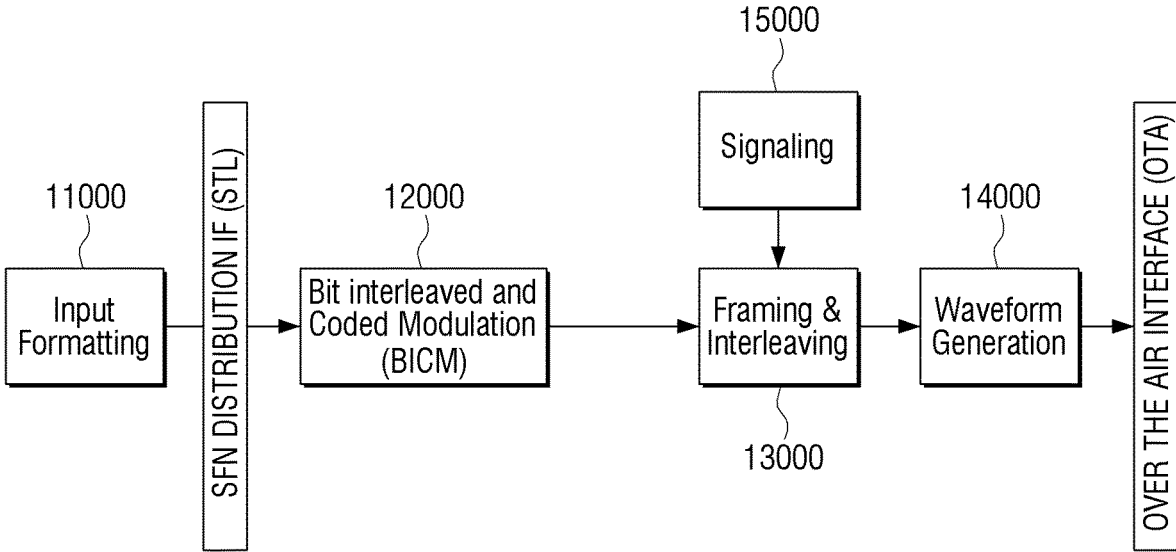 15000
Signaling
11000
Input
Formatting
SFN DISTRIBUTION IF (STL)
12000
Bit interleaved and
Coded Modulation
(BICM)
Framing &
Interleaving
13000
14000
Waveform
Generation
OVER THE AIR INTERFACE (OTA)